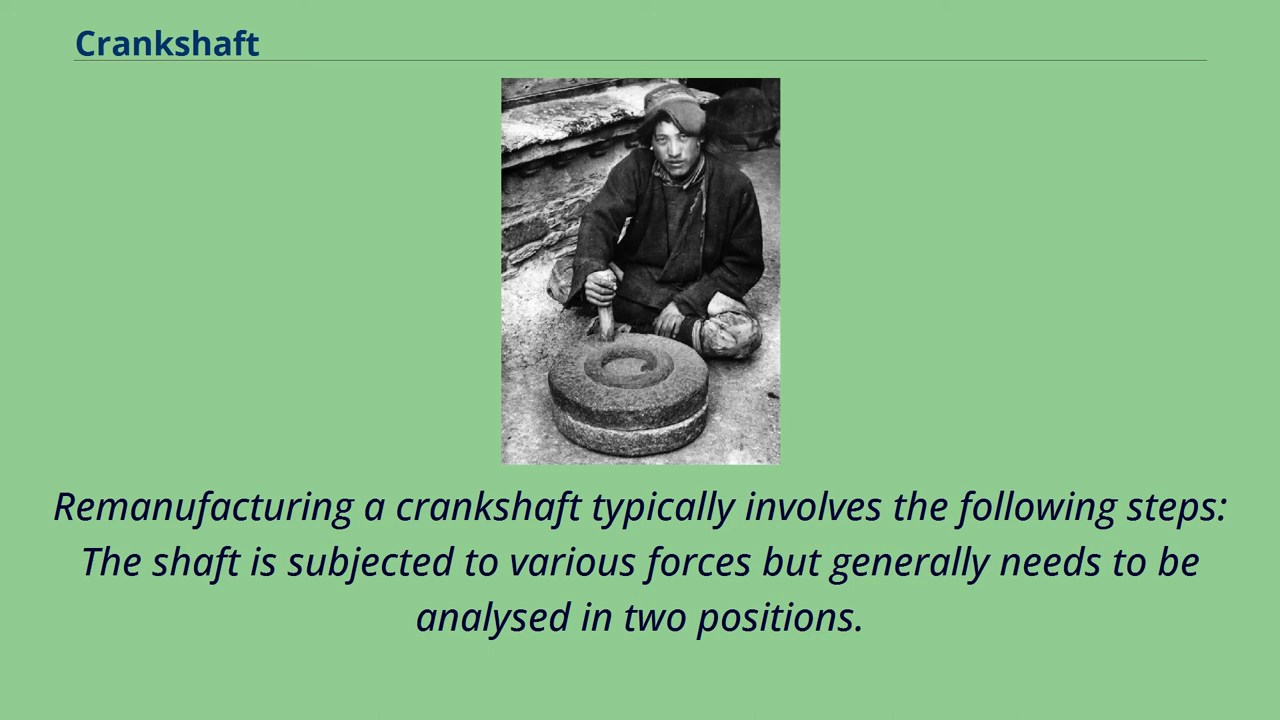 Crankshaft
Remanufacturing a crankshaft typically involves the following steps:
The shaft is subjected to various forces but generally needs to be
analysed in two positions.